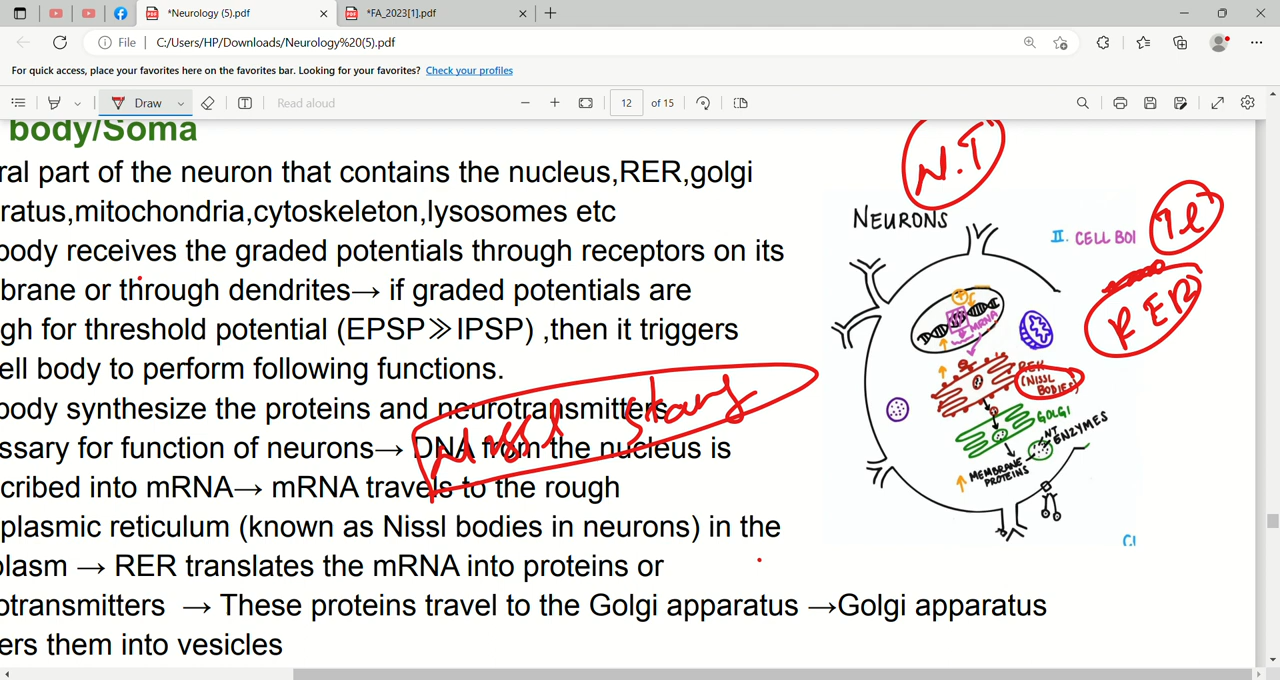 *Neurology (5).pdf
*FA_2023[1].pdf
File
C:/Users/HP/Downloads/Neurology%20(5).pdf
For quick access, place your favorites here on the favorites bar. Looking for your favorites? Check your profiles
Draw
Read aloud
12 of 15
body/Soma
ral part of the neuron that contains the nucleus,RER,golgi
ratus,mitochondria,cytoskeleton,lysosomes etc
body receives the graded potentials through receptors on its
brane or through dendrites→ if graded potentials are
gh for threshold potential (EPSP≫IPSP) ,then it triggers
ell body to perform following functions.
body synthesize the proteins and neurotransmitters
ssary for function of neurons→ DNA from the nucleus is
cribed into mRNA→ mRNA travels to the rough
plasmic reticulum (known as Nissl bodies in neurons) in the
plasm → RER translates the mRNA into proteins or
otransmitters → These proteins travel to the Golgi apparatus →Golgi apparatus
ers them into vesicles
Nissl
N.T
NEURONS
II. CELL BOI
RER
MRNA
RER
(NISSL
BODIES)
GOLGI
NT
ENZYMES
MEMBRANE
PROTEINS
CI